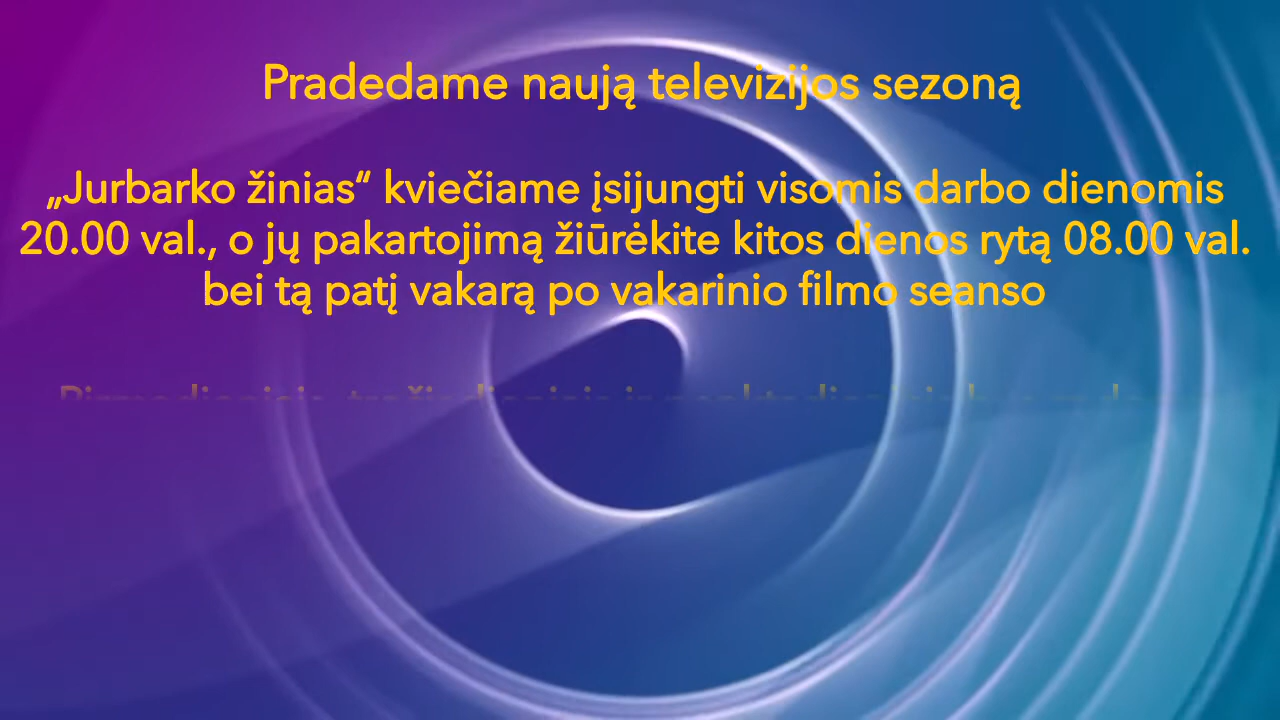 Pradedame naują televizijos sezoną
„Jurbarko žinias“ kviečiame įsijungti visomis darbo dienomis
20.00 val., o jų pakartojimą žiūrėkite kitos dienos rytą 08.00 val.
bei tą patį vakarą po vakarinio filmo seanso